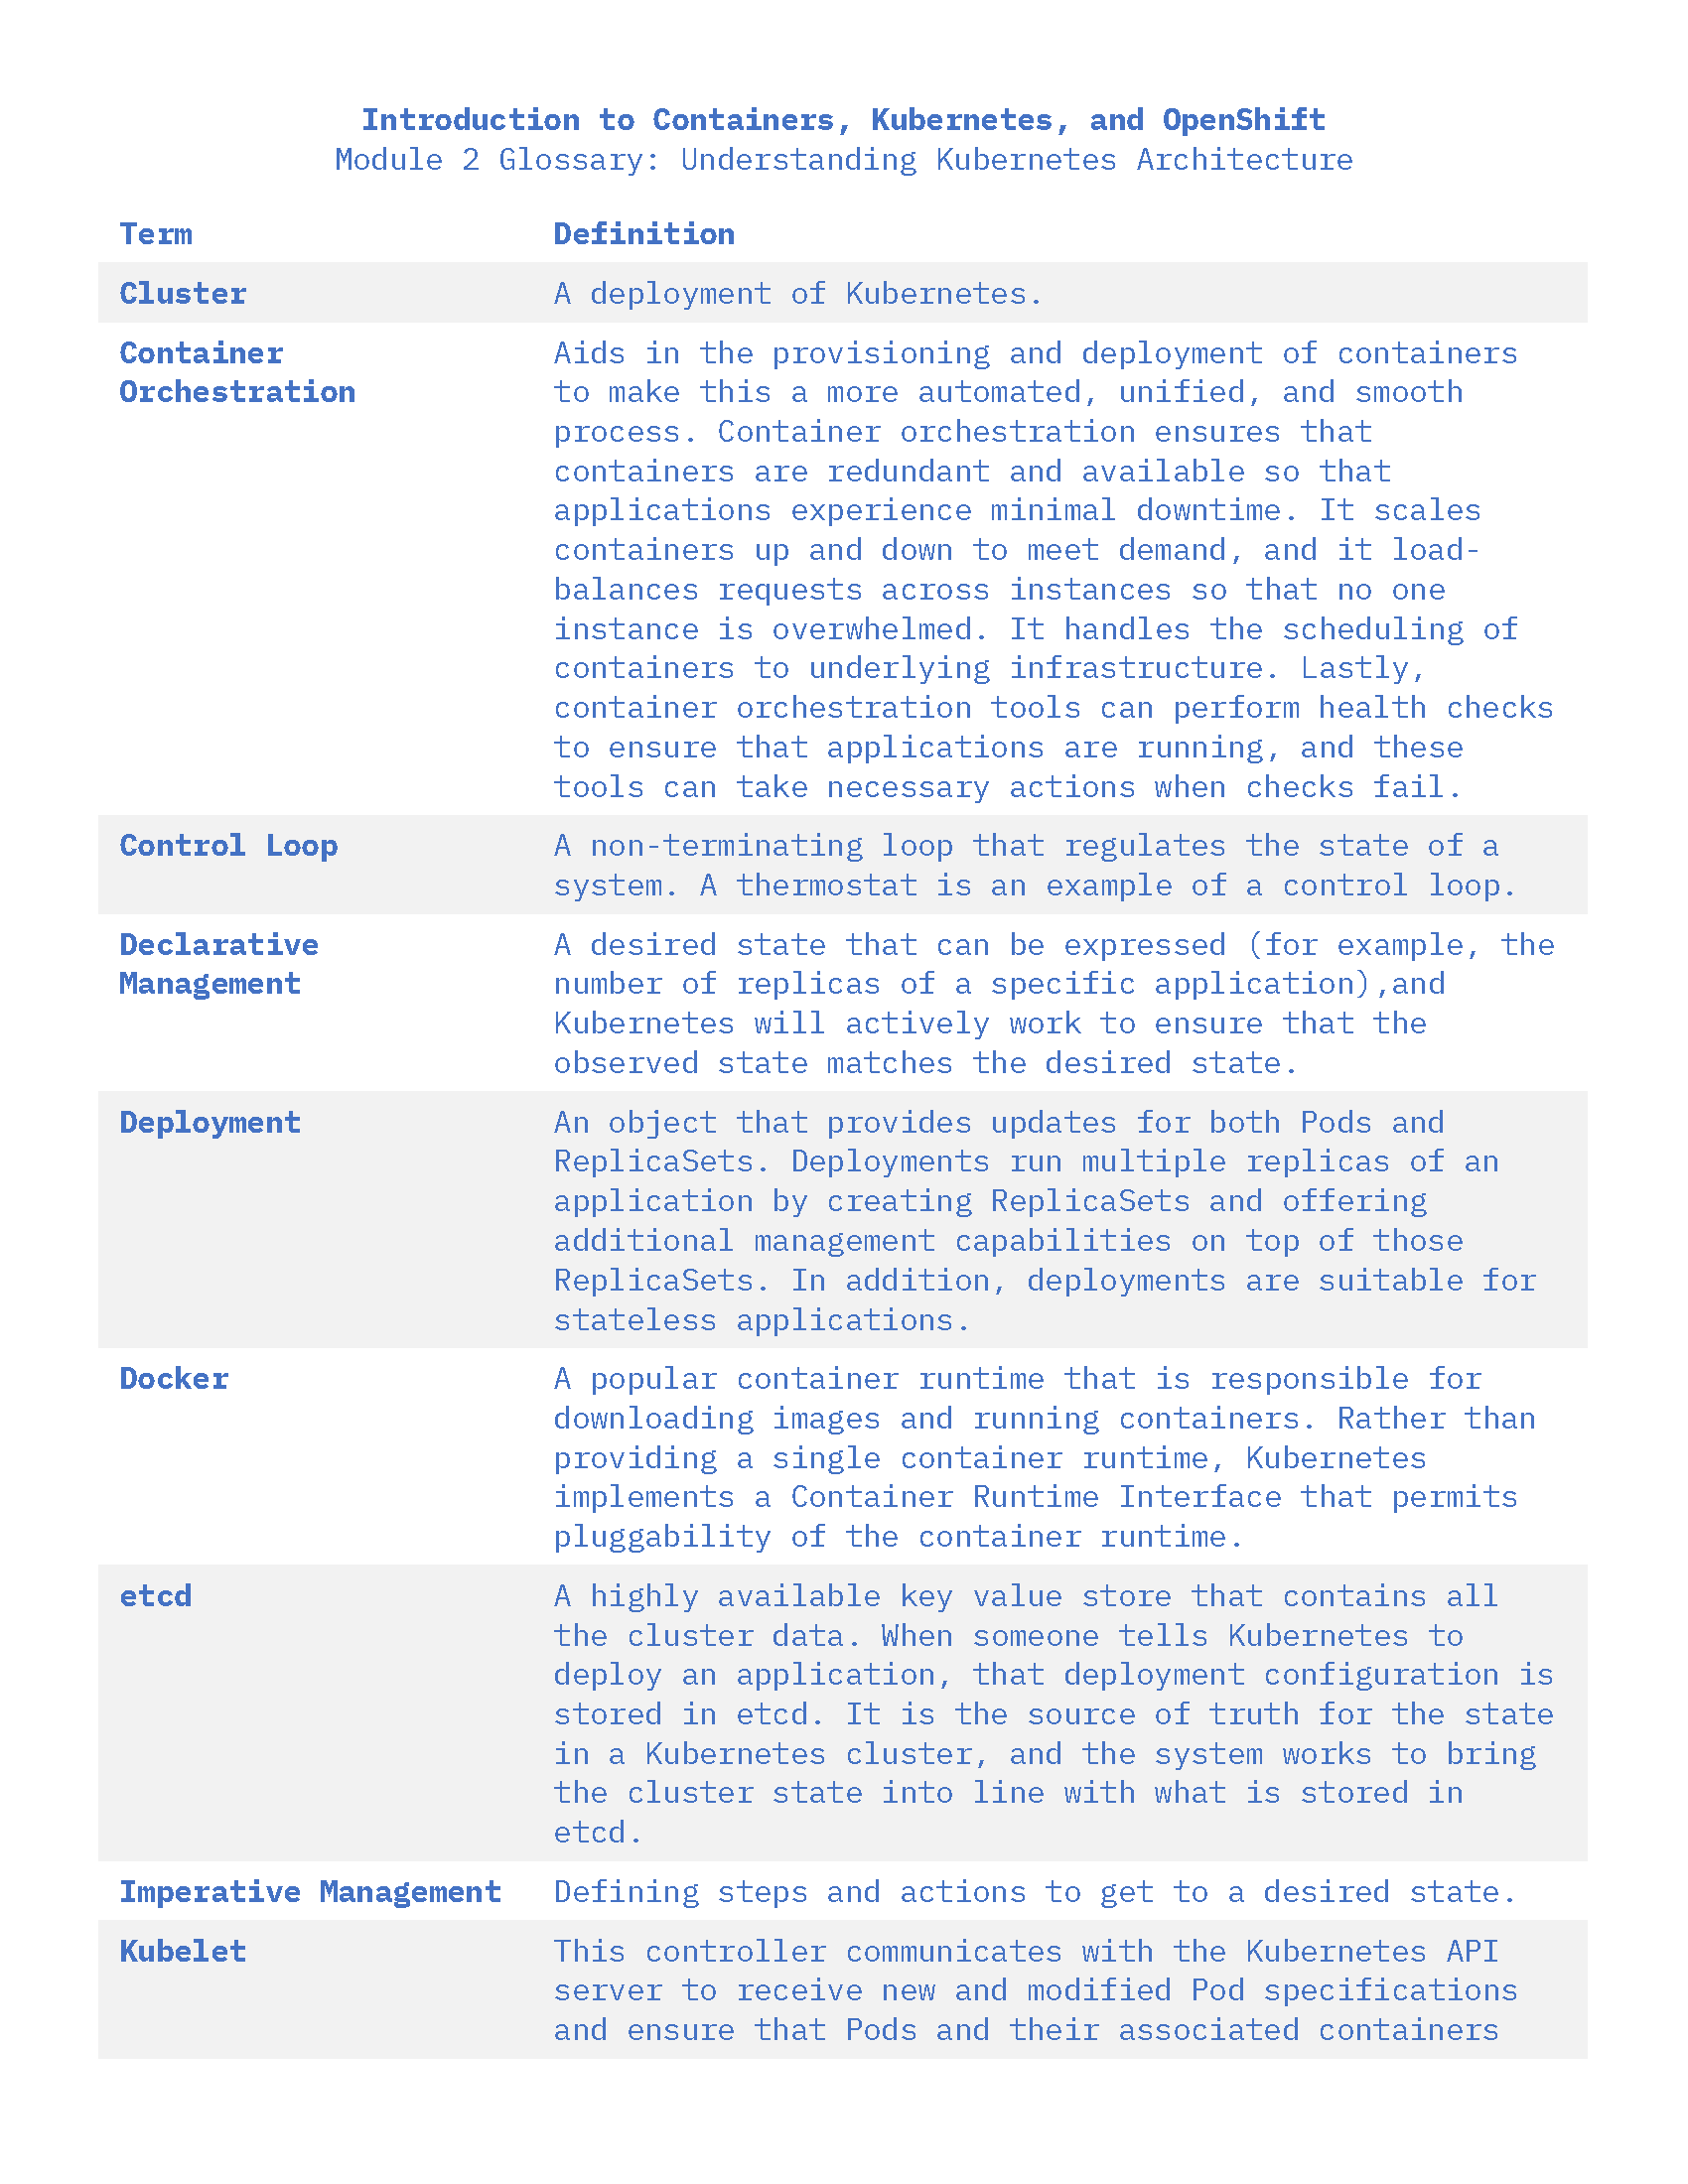 Introduction to Containers, Kubernetes, and OpenShift
Module 2 Glossary: Understanding Kubernetes Architecture
Term Definition
Cluster A deployment of Kubernetes.
Container Aids in the provisioning and deployment of containers
Orchestration to make this a more automated, unified, and smooth
process. Container orchestration ensures that
containers are redundant and available so that
applications experience minimal downtime. It scales
containers up and down to meet demand, and it load-
balances requests across instances so that no one
instance is overwhelmed. It handles the scheduling of
containers to underlying infrastructure. Lastly,
container orchestration tools can perform health checks
to ensure that applications are running, and these
tools can take necessary actions when checks fail.
Control Loop A non-terminating loop that regulates the state of a
system. A thermostat is an example of a control loop.
Declarative A desired state that can be expressed (for example, the
Management number of replicas of a specific application),and
Kubernetes will actively work to ensure that the
observed state matches the desired state.
Deployment An object that provides updates for both Pods and
ReplicaSets. Deployments run multiple replicas of an
application by creating ReplicaSets and offering
additional management capabilities on top of those
ReplicaSets. In addition, deployments are suitable for
stateless applications.
Docker A popular container runtime that is responsible for
downloading images and running containers. Rather than
providing a single container runtime, Kubernetes
implements a Container Runtime Interface that permits
pluggability of the container runtime.
etcd A highly available key value store that contains all
the cluster data. When someone tells Kubernetes to
deploy an application, that deployment configuration is
stored in etcd. It is the source of truth for the state
in a Kubernetes cluster, and the system works to bring
the cluster state into line with what is stored in
etcd.
Imperative Management Defining steps and actions to get to a desired state.
Kubelet This controller communicates with the Kubernetes API
server to receive new and modified Pod specifications
and ensure that Pods and their associated containers